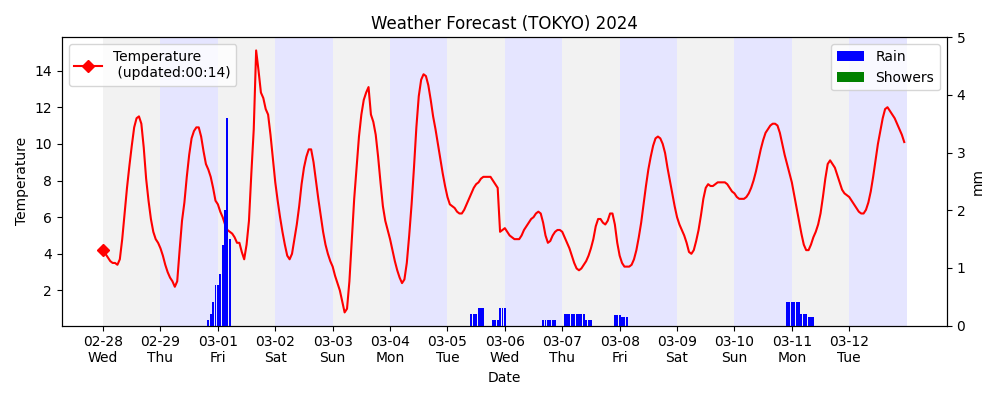 Weather Forecast (TOKYO) 2024
Temperature
(updated:00:14)
Rain
Showers
Temperature
14
12
10
8
6
4
2
5
4
3
2
1
0
mm
02-28 02-29 03-01 03-02 03-03 03-04 03-05 03-06 03-07 03-08 03-09 03-10 03-11 03-12
Wed Thu Fri Sat Sun Mon Tue Wed Thu Fri Sat Sun Mon Tue
Date